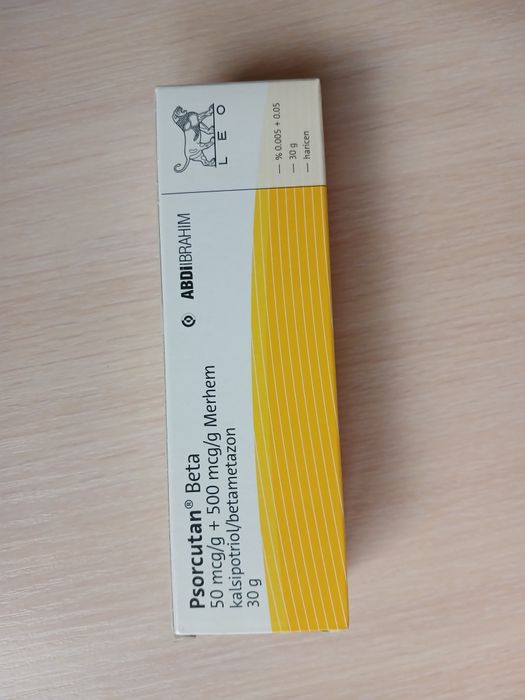 Psorcutan® Beta
50 mcg/g + 500 mcg/g Merhem
kalsipotriol/betametazon
30 g
ABDİİBRAHİM
LEO
— % 0.005 + 0.05
— 30 g
— haricen